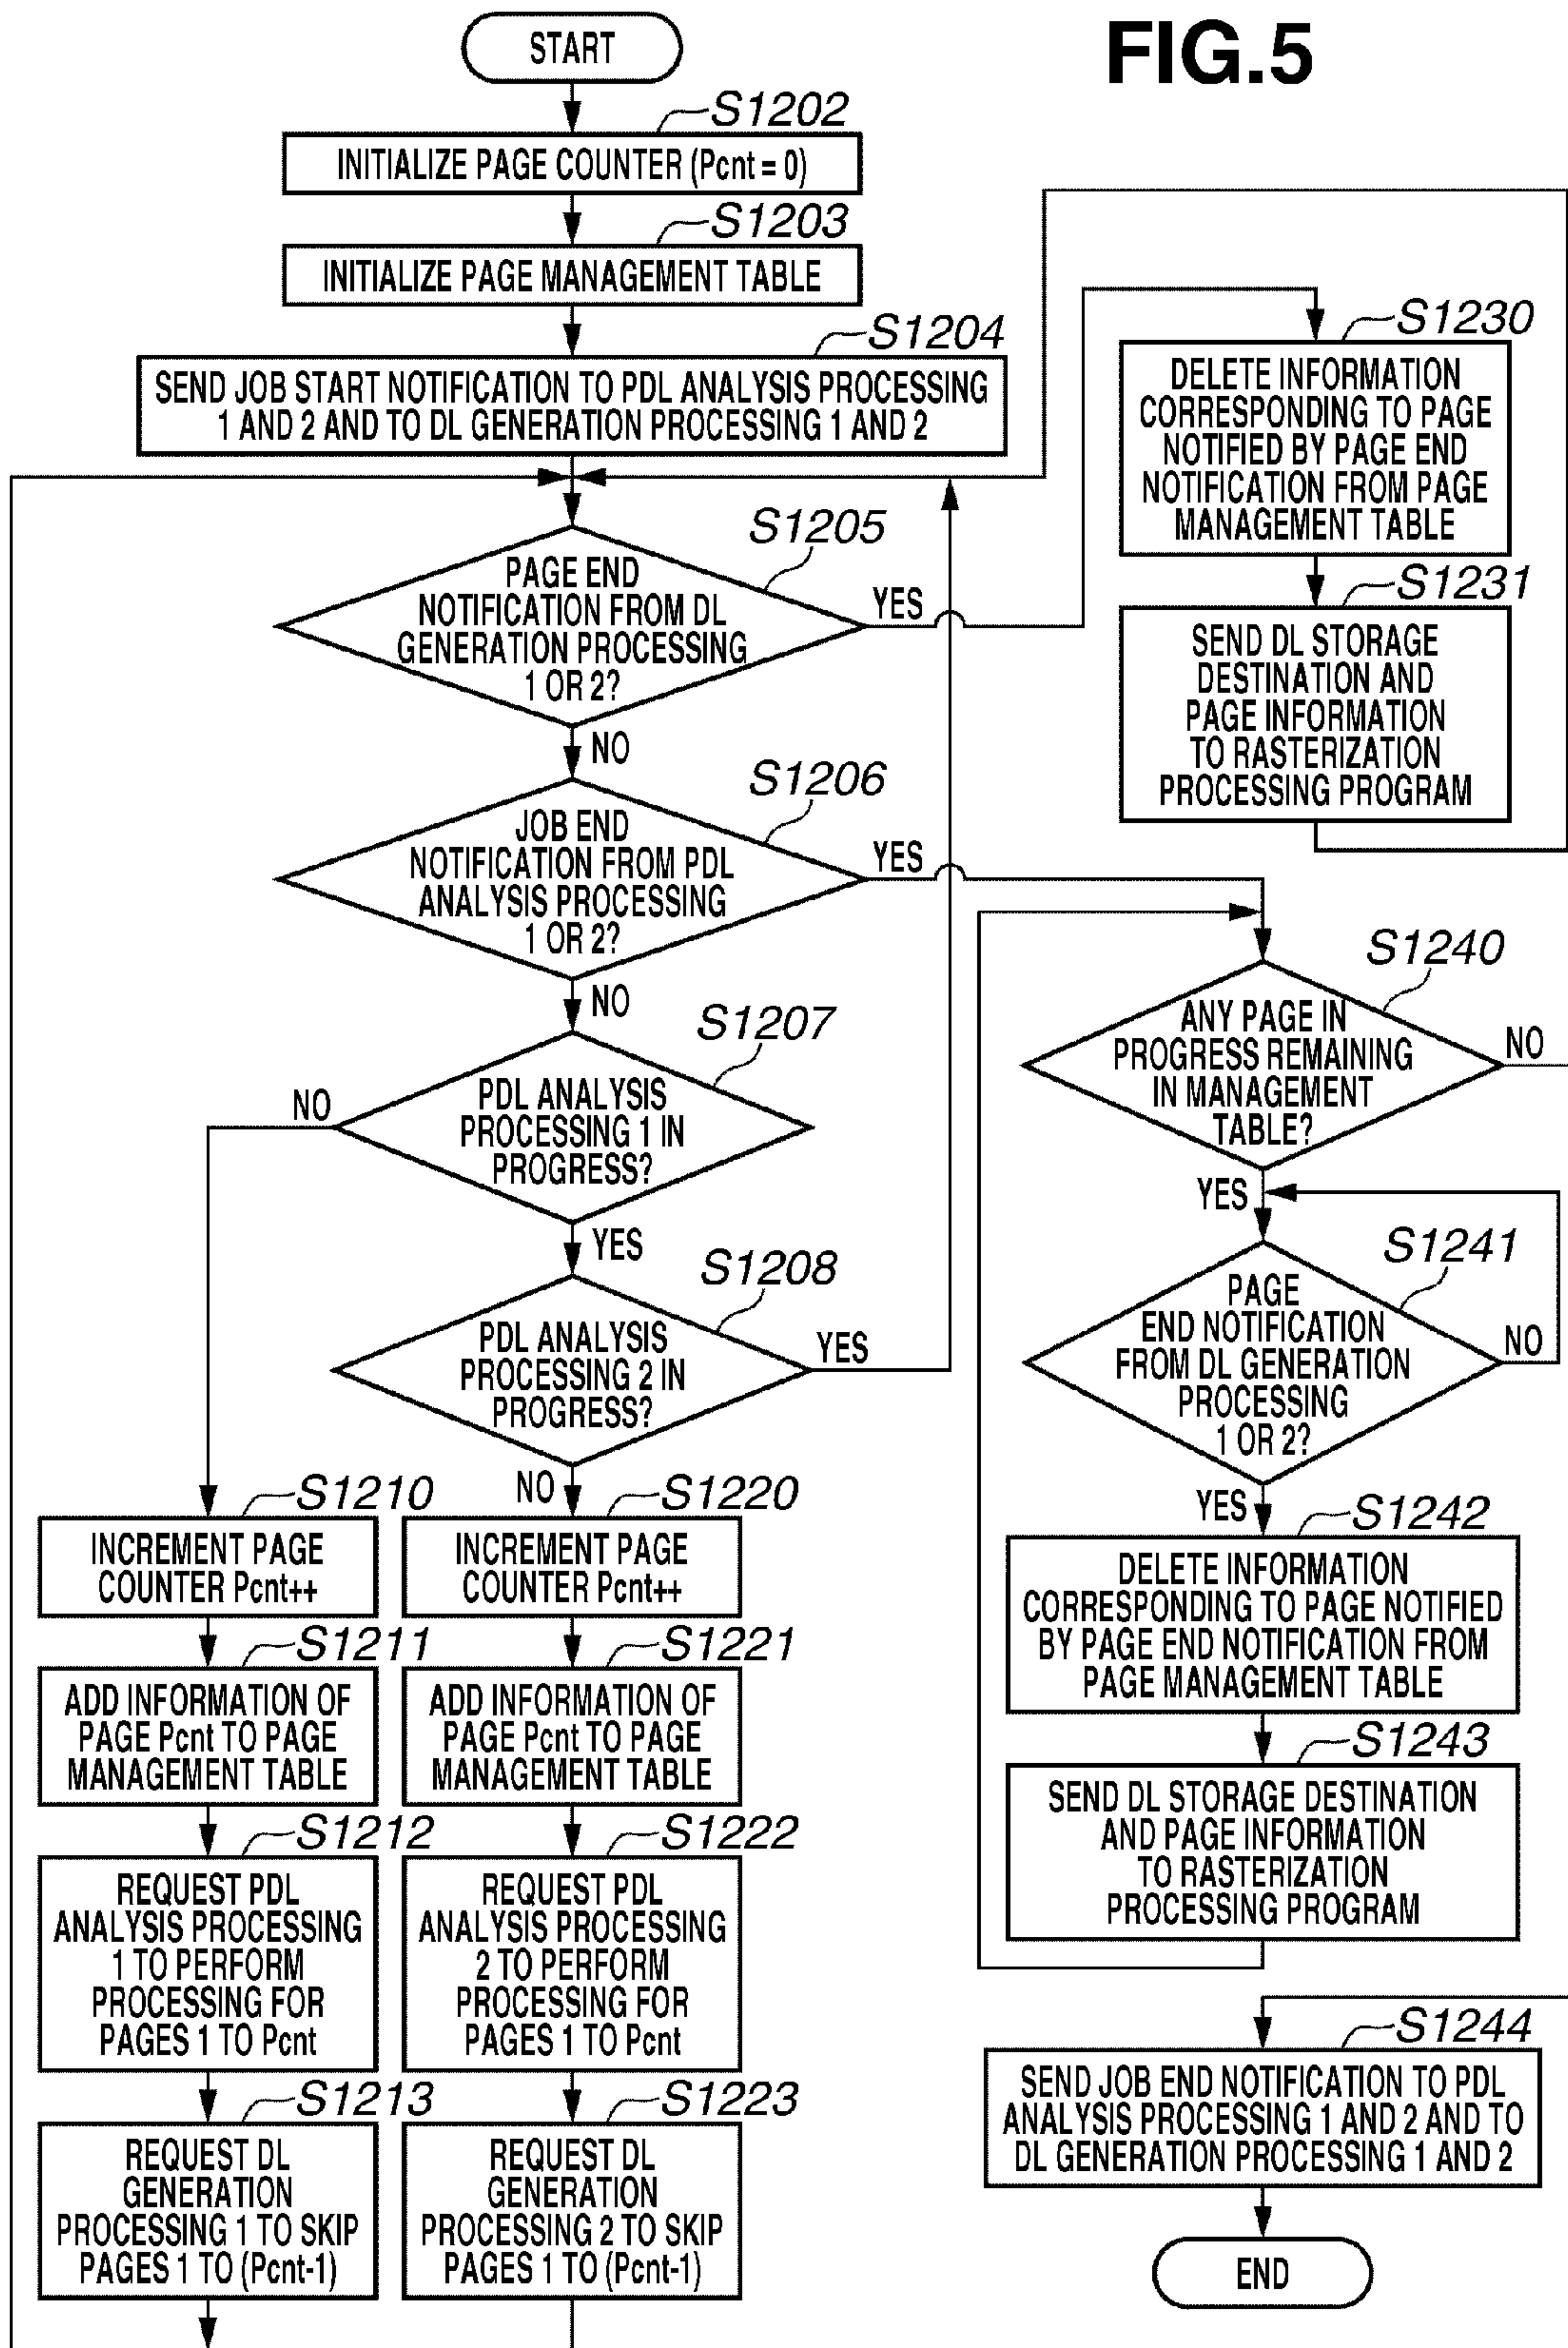 FIG.5
START
S1202
INITIALIZE PAGE COUNTER (Pcnt = 0)
S1203
INITIALIZE PAGE MANAGEMENT TABLE
S1204
SEND JOB START NOTIFICATION TO PDL ANALYSIS PROCESSING
1 AND 2 AND TO DL GENERATION PROCESSING 1 AND 2
S1205
PAGE END
NOTIFICATION FROM DL
GENERATION PROCESSING
1 OR 2?
YES
NO
S1230
DELETE INFORMATION
CORRESPONDING TO PAGE
NOTIFIED BY PAGE END
NOTIFICATION FROM PAGE
MANAGEMENT TABLE
S1231
SEND DL STORAGE
DESTINATION AND
PAGE INFORMATION
TO RASTERIZATION
PROCESSING PROGRAM
S1206
JOB END
NOTIFICATION FROM PDL
ANALYSIS PROCESSING
1 OR 2?
YES
NO
S1207
PDL ANALYSIS
PROCESSING 1 IN
PROGRESS?
NO
YES
S1208
PDL ANALYSIS
PROCESSING 2 IN
PROGRESS?
YES
NO
S1210
INCREMENT PAGE
COUNTER Pcnt++
S1211
ADD INFORMATION OF
PAGE Pcnt TO PAGE
MANAGEMENT TABLE
S1212
REQUEST PDL
ANALYSIS PROCESSING
1 TO PERFORM
PROCESSING FOR
PAGES 1 TO Pcnt
S1213
REQUEST DL
GENERATION
PROCESSING 1 TO SKIP
PAGES 1 TO (Pcnt-1)
S1220
INCREMENT PAGE
COUNTER Pcnt++
S1221
ADD INFORMATION OF
PAGE Pcnt TO PAGE
MANAGEMENT TABLE
S1222
REQUEST PDL
ANALYSIS PROCESSING
2 TO PERFORM
PROCESSING FOR
PAGES 1 TO Pcnt
S1223
REQUEST DL
GENERATION
PROCESSING 2 TO SKIP
PAGES 1 TO (Pcnt-1)
S1240
ANY PAGE IN
PROGRESS REMAINING
IN MANAGEMENT
TABLE?
NO
YES
S1241
PAGE
END NOTIFICATION
FROM DL GENERATION
PROCESSING
1 OR 2?
NO
YES
S1242
DELETE INFORMATION
CORRESPONDING TO PAGE NOTIFIED
BY PAGE END NOTIFICATION FROM
PAGE MANAGEMENT TABLE
S1243
SEND DL STORAGE DESTINATION
AND PAGE INFORMATION
TO RASTERIZATION
PROCESSING PROGRAM
S1244
SEND JOB END NOTIFICATION TO PDL
ANALYSIS PROCESSING 1 AND 2 AND TO
DL GENERATION PROCESSING 1 AND 2
END